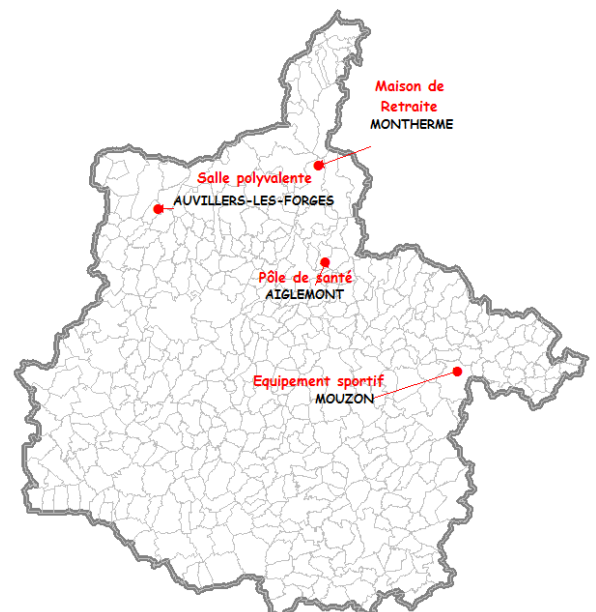 Maison de
Retraite
MONTHERME
Salle polyvalente
AUVILLERS-LES-FORGES
Pôle de santé
AIGLEMONT
Equipement sportif
MOUZON